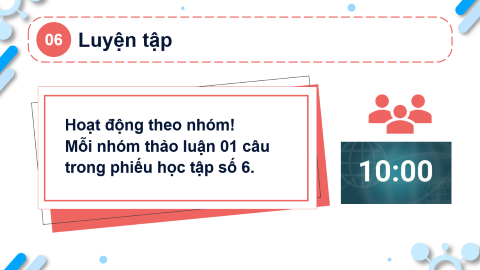 06
Luyện tập
Hoạt động theo nhóm!
Mỗi nhóm thảo luận 01 câu
trong phiếu học tập số 6.
10:00